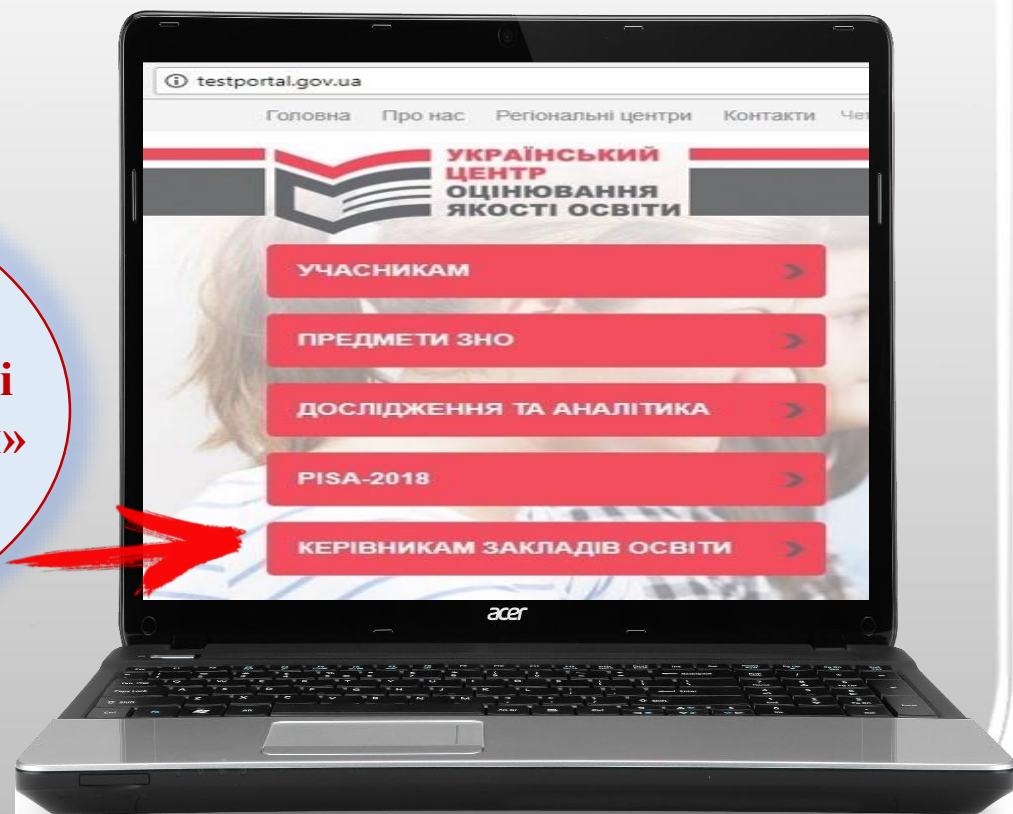 testportal.gov.ua
Головна Про нас Регіональні центри Контакти
УКРАЇНСЬКИЙ
ЦЕНТР
ОЦІНЮВАННЯ
ЯКОСТІ ОСВІТИ
УЧАСНИКАМ
ПРЕДМЕТИ ЗНО
ДОСЛІДЖЕННЯ ТА АНАЛІТИКА
PISA-2018
КЕРІВНИКАМ ЗАКЛАДІВ ОСВІТИ
acer